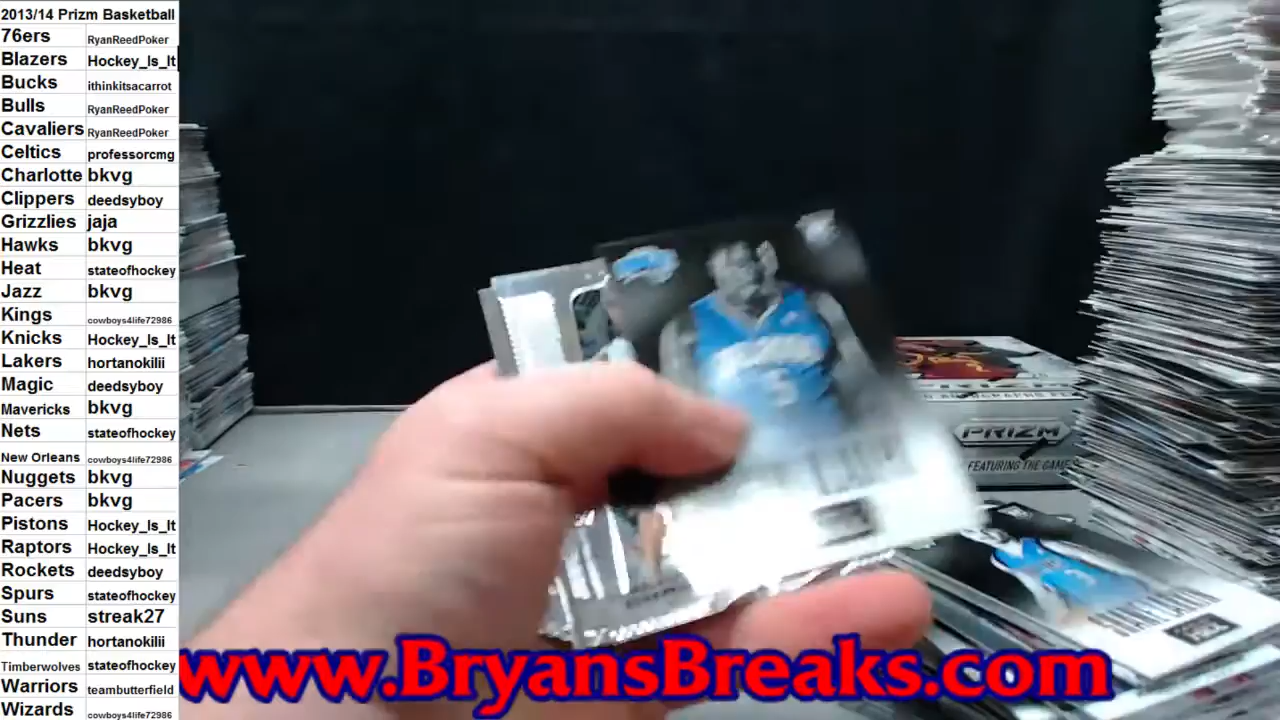 2013/14 Prizm Basketball
76ers RyanReedPoker
Blazers Hockey_Is_It
Bucks ithinkitsacarrot
Bulls RyanReedPoker
Cavaliers RyanReedPoker
Celtics professorcmg
Charlotte bkvg
Clippers deedsyboy
Grizzlies jaja
Hawks bkvg
Heat stateofhockey
Jazz bkvg
Kings cowboys4life72986
Knicks Hockey_Is_It
Lakers hortanokilii
Magic deedsyboy
Mavericks bkvg
Nets stateofhockey
New Orleans cowboys4life72986
Nuggets bkvg
Pacers bkvg
Pistons Hockey_Is_It
Raptors Hockey_Is_It
Rockets deedsyboy
Spurs stateofhockey
Suns streak27
Thunder hortanokilii
Timberwolves stateofhockey
Warriors teambutterfield
Wizards cowboys4life72986
PRIZM
FEATURING THE GAME
www.BryansBreaks.com